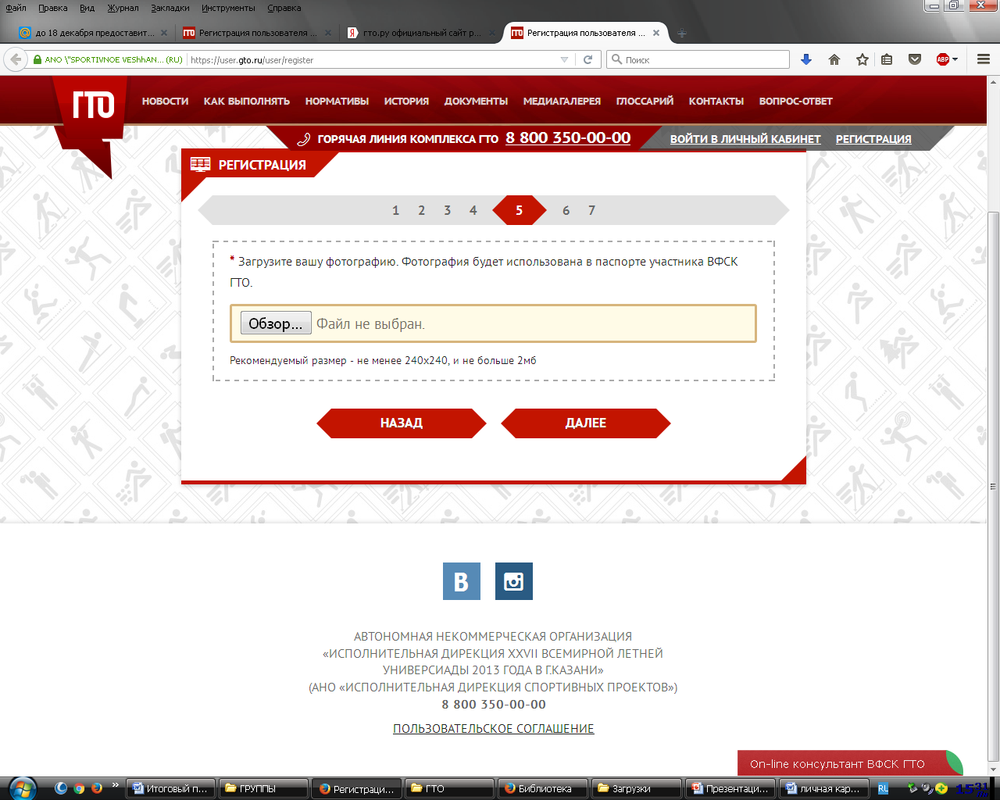 Файл Правка Вид Журнал Закладки Инструменты Справка
до 18 декабря предоставит... Регистрация пользователя ... гто.ру официальный сайт р... Регистрация пользователя ...
ANO \"SPORTIVNOE VEShhAN... (RU) https://user.gto.ru/user/register Поиск ABP
ГТО НОВОСТИ КАК ВЫПОЛНЯТЬ НОРМАТИВЫ ИСТОРИЯ ДОКУМЕНТЫ МЕДИАГАЛЕРЕЯ ГЛОССАРИЙ КОНТАКТЫ ВОПРОС-ОТВЕТ
ГОРЯЧАЯ ЛИНИЯ КОМПЛЕКСА ГТО 8 800 350-00-00 ВОЙТИ В ЛИЧНЫЙ КАБИНЕТ РЕГИСТРАЦИЯ
РЕГИСТРАЦИЯ
1 2 3 4 5 6 7
* Загрузите вашу фотографию. Фотография будет использована в паспорте участника ВФСК
ГТО.
Обзор... Файл не выбран.
Рекомендуемый размер - не менее 240x240, и не больше 2мб
НАЗАД ДАЛЕЕ
В
АВТОНОМНАЯ НЕКОММЕРЧЕСКАЯ ОРГАНИЗАЦИЯ
«ИСПОЛНИТЕЛЬНАЯ ДИРЕКЦИЯ XXVII ВСЕМИРНОЙ ЛЕТНЕЙ
УНИВЕРСИАДЫ 2013 ГОДА В Г.КАЗАНИ»
(АНО «ИСПОЛНИТЕЛЬНАЯ ДИРЕКЦИЯ СПОРТИВНЫХ ПРОЕКТОВ»)
8 800 350-00-00
ПОЛЬЗОВАТЕЛЬСКОЕ СОГЛАШЕНИЕ
On-line консультант ВФСК ГТО
» Итоговый п... ГРУППЫ Регистраци... ГТО Библиотека Загрузки Презентаци... личная кар... RL 15:31